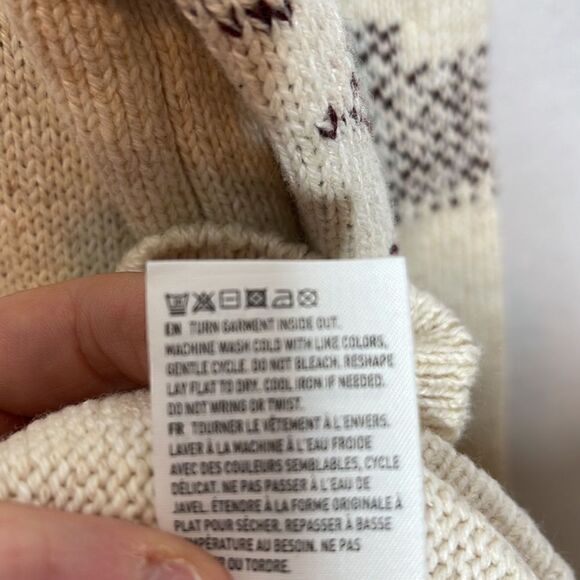 EN TURN GARMENT INSIDE OUT.
MACHINE WASH COLD WITH LIKE COLORS,
GENTLE CYCLE. DO NOT BLEACH. RESHAPE
LAY FLAT TO DRY. COOL IRON IF NEEDED.
DO NOT WRING OR TWIST.
FR TOURNER LE VÊTEMENT À L'ENVERS.
LAVER À LA MACHINE À L'EAU FROIDE
AVEC DES COULEURS SEMBLABLES, CYCLE
DÉLICAT. NE PAS PASSER À L'EAU DE
JAVEL. ÉTENDRE À LA FORME ORIGINALE À
PLAT POUR SÉCHER. REPASSER À BASSE
TEMPÉRATURE AU BESOIN. NE PAS
OU TORDRE.